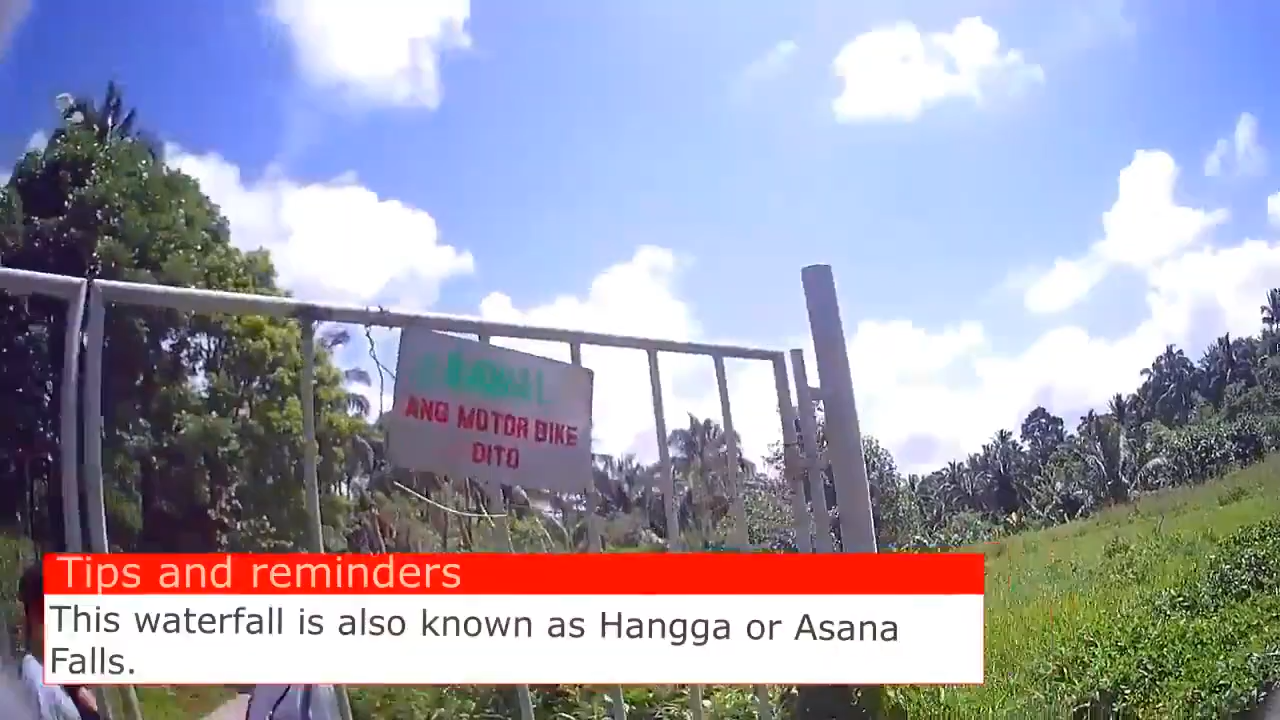 ANG MOTOR BIKE
DITO
Tips and reminders
This waterfall is also known as Hangga or Asana
Falls.